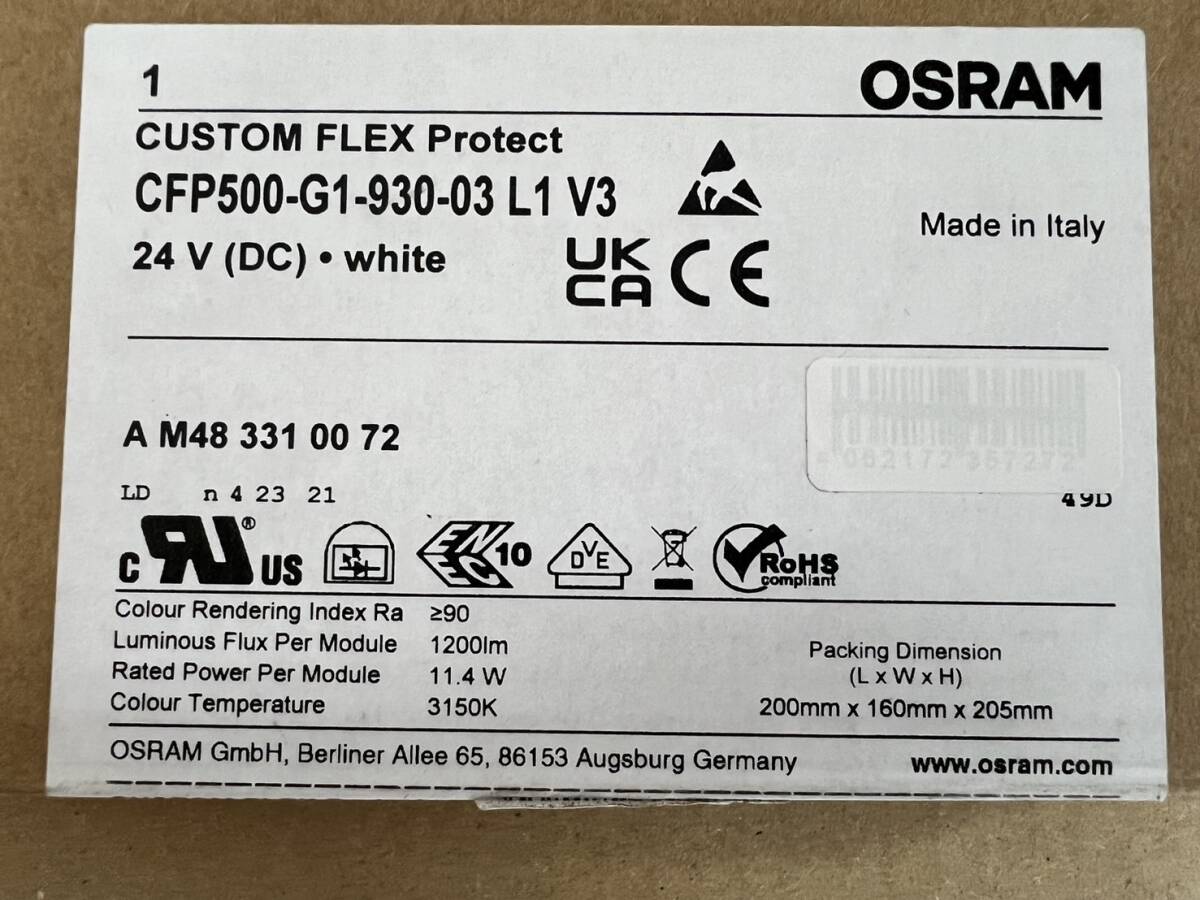 1
OSRAM
CUSTOM FLEX Protect
CFP500-G1-930-03 L1 V3
24 V (DC) • white
UK
CA
CE
Made in Italy
A M48 331 00 72
LD n 4 23 21
49D
c RU ® US
ENEC 10
DVE
RoHS
compliant
Colour Rendering Index Ra ≥90
Luminous Flux Per Module 1200lm
Rated Power Per Module 11.4 W
Colour Temperature 3150K
Packing Dimension
(L x W x H)
200mm x 160mm x 205mm
OSRAM GmbH, Berliner Allee 65, 86153 Augsburg Germany
www.osram.com